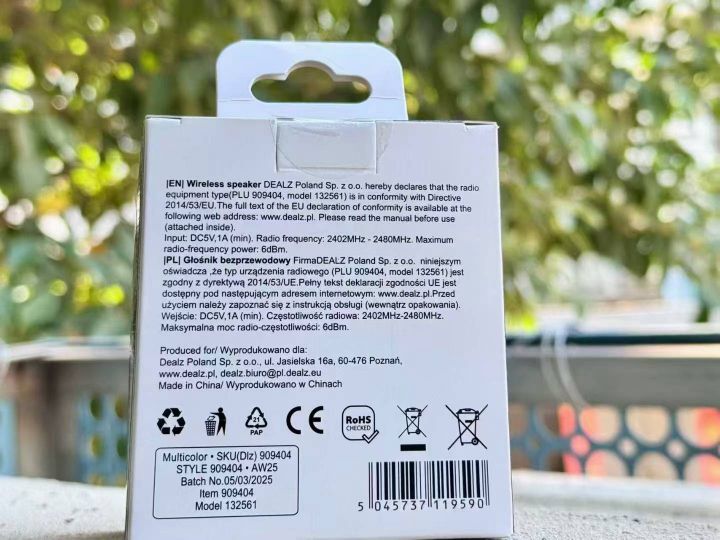 |EN| Wireless speaker DEALZ Poland Sp. z o.o. hereby declares that the radio
equipment type(PLU 909404, model 132561) is in conformity with Directive
2014/53/EU.The full text of the EU declaration of conformity is available at the
following web address: www.dealz.pl. Please read the manual before use
(attached inside).
Input: DC5V,1A (min). Radio frequency: 2402MHz - 2480MHz. Maximum
radio-frequency power: 6dBm.
|PL| Głośnik bezprzewodowy FirmaDEALZ Poland Sp. z o.o. niniejszym
oświadcza ,że typ urządzenia radiowego (PLU 909404, model 132561) jest
zgodny z dyrektywą 2014/53/UE.Pełny tekst deklaracji zgodności UE jest
dostępny pod następującym adresem internetowym: www.dealz.pl.Przed
użyciem należy zapoznać się z instrukcją obsługi (wewnątrz opakowania).
Wejście: DC5V,1A (min). Częstotliwość radiowa: 2402MHz-2480MHz.
Maksymalna moc radio-częstotliwości: 6dBm.
Produced for/ Wyprodukowano dla:
Dealz Poland Sp. z o.o., ul. Jasielska 16a, 60-476 Poznań,
www.dealz.pl, dealz.biuro@pl.dealz.eu
Made in China/ Wyprodukowano w Chinach
21
PAP
CE
RoHS
CHECKED
Multicolor • SKU(Dlz) 909404
STYLE 909404 • AW25
Batch No.05/03/2025
Item 909404
Model 132561
5 045737 119590